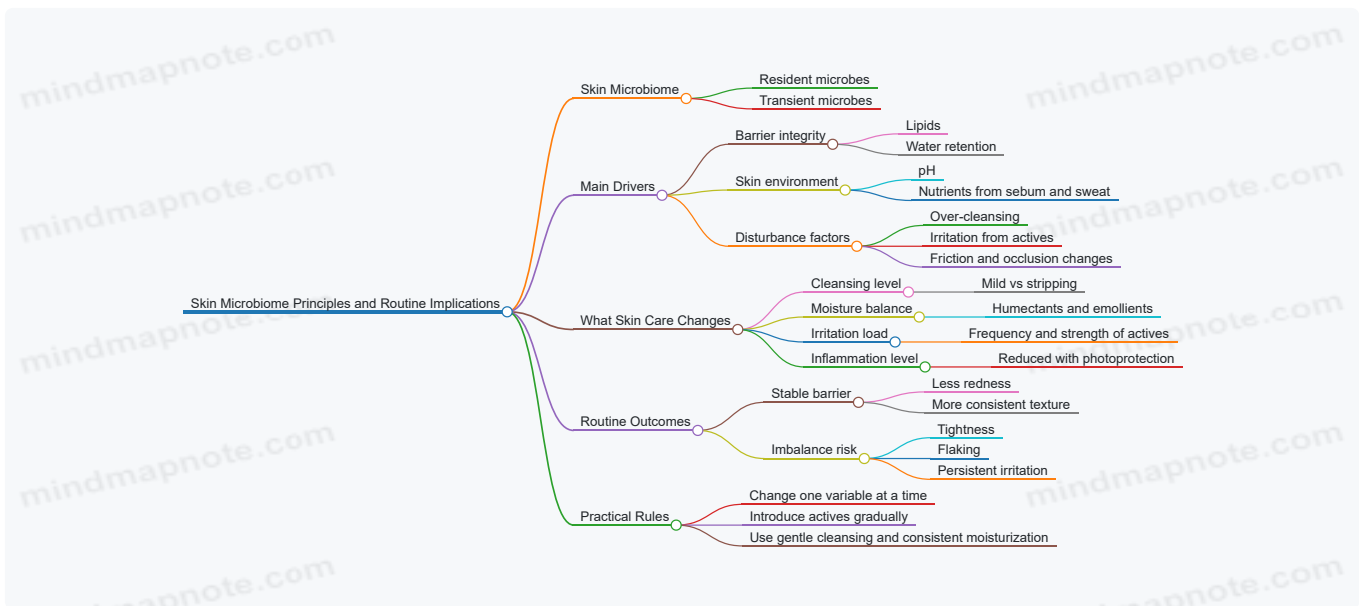 mindmapnote.com
mindmapnote.com
Skin Microbiome Principles and Routine Implications
Skin Microbiome
Resident microbes
Transient microbes
Main Drivers
Barrier integrity
Lipids
Water retention
Skin environment
pH
Nutrients from sebum and sweat
Disturbance factors
Over-cleansing
Irritation from actives
Friction and occlusion changes
What Skin Care Changes
Cleansing level
Mild vs stripping
Moisture balance
Humectants and emollients
Irritation load
Frequency and strength of actives
Inflammation level
Reduced with photoprotection
Routine Outcomes
Stable barrier
Less redness
More consistent texture
Imbalance risk
Tightness
Flaking
Persistent irritation
Practical Rules
Change one variable at a time
Introduce actives gradually
Use gentle cleansing and consistent moisturization
mindmapnote.com
mindmapnote.com
mindmapnote.com
mindmapnote.com
mindmapnote.com
mindmapnote.com
mindmapnote.com
mindmapnote.com